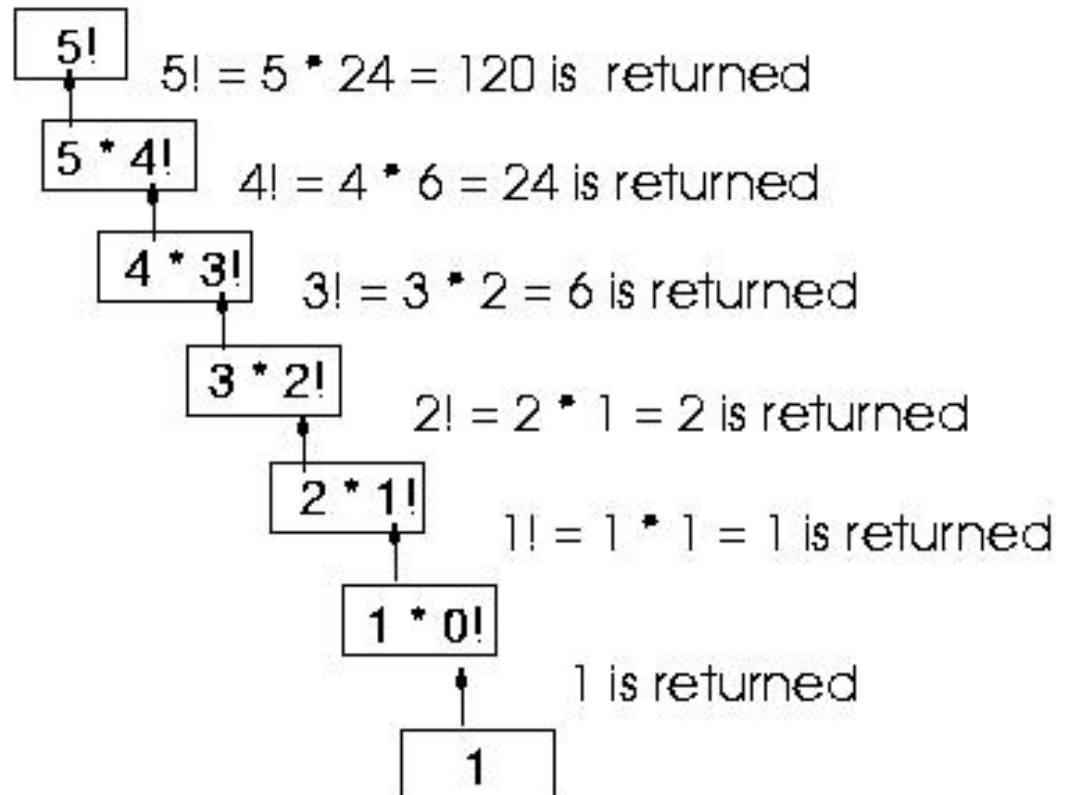 5!
5! = 5 * 24 = 120 is returned
5 * 4!
4! = 4 * 6 = 24 is returned
4 * 3!
3! = 3 * 2 = 6 is returned
3 * 2!
2! = 2 * 1 = 2 is returned
2 * 1!
1! = 1 * 1 = 1 is returned
1 * 0!
1 is returned
1